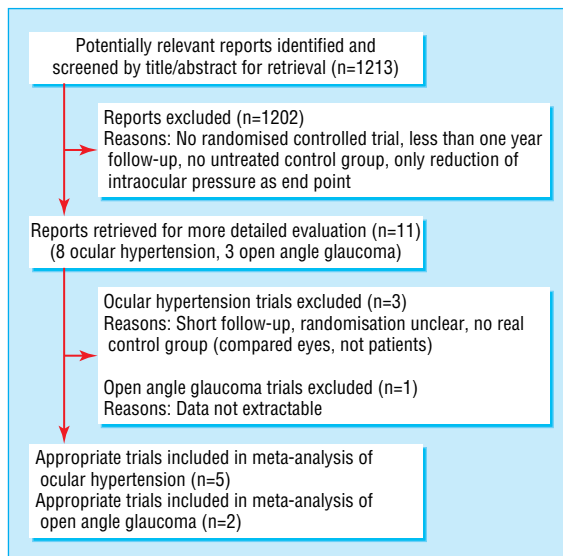 Potentially relevant reports identified and
screened by title/abstract for retrieval (n=1213)
Reports excluded (n=1202)
Reasons: No randomised controlled trial, less than one year
follow-up, no untreated control group, only reduction of
intraocular pressure as end point
Reports retrieved for more detailed evaluation (n=11)
(8 ocular hypertension, 3 open angle glaucoma)
Ocular hypertension trials excluded (n=3)
Reasons: Short follow-up, randomisation unclear, no real
control group (compared eyes, not patients)
Open angle glaucoma trials excluded (n=1)
Reasons: Data not extractable
Appropriate trials included in meta-analysis of
ocular hypertension (n=5)
Appropriate trials included in meta-analysis of
open angle glaucoma (n=2)